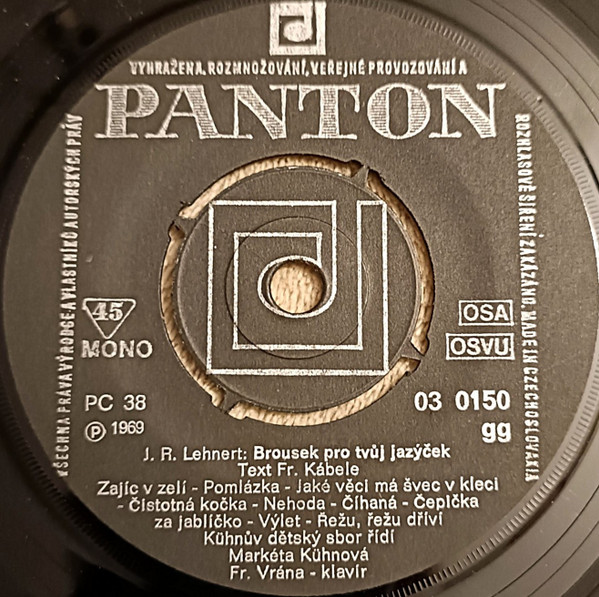 VYHRAŽENA. ROZMNOŽOVÁNÍ, VEŘEJNÉ PROVOZOVÁNÍ A
PANTON
VŠECHNA PRÁVA VÝROBCE A VLASTNÍKŮ AUTORSKÝCH PRÁV
ROZHLASOVÉ ŠÍŘENÍ ZAKÁZÁNO. MADE IN CZECHOSLOVAKIA
45
MONO
OSA
OSVU
PC 38
03 0150
Ⓟ 1969
gg
J. R. Lehnert: Brousek pro tvůj jazýček
Text Fr. Kábele
Zajíc v zelí - Pomlázka - Jaké věci má švec v kleci
- Čistotná kočka - Nehoda - Číhaná - Čepička
za jablíčko - Výlet - Řežu, řežu dříví
Kühnův dětský sbor řídí
Markéta Kühnová
Fr. Vrána - klavír